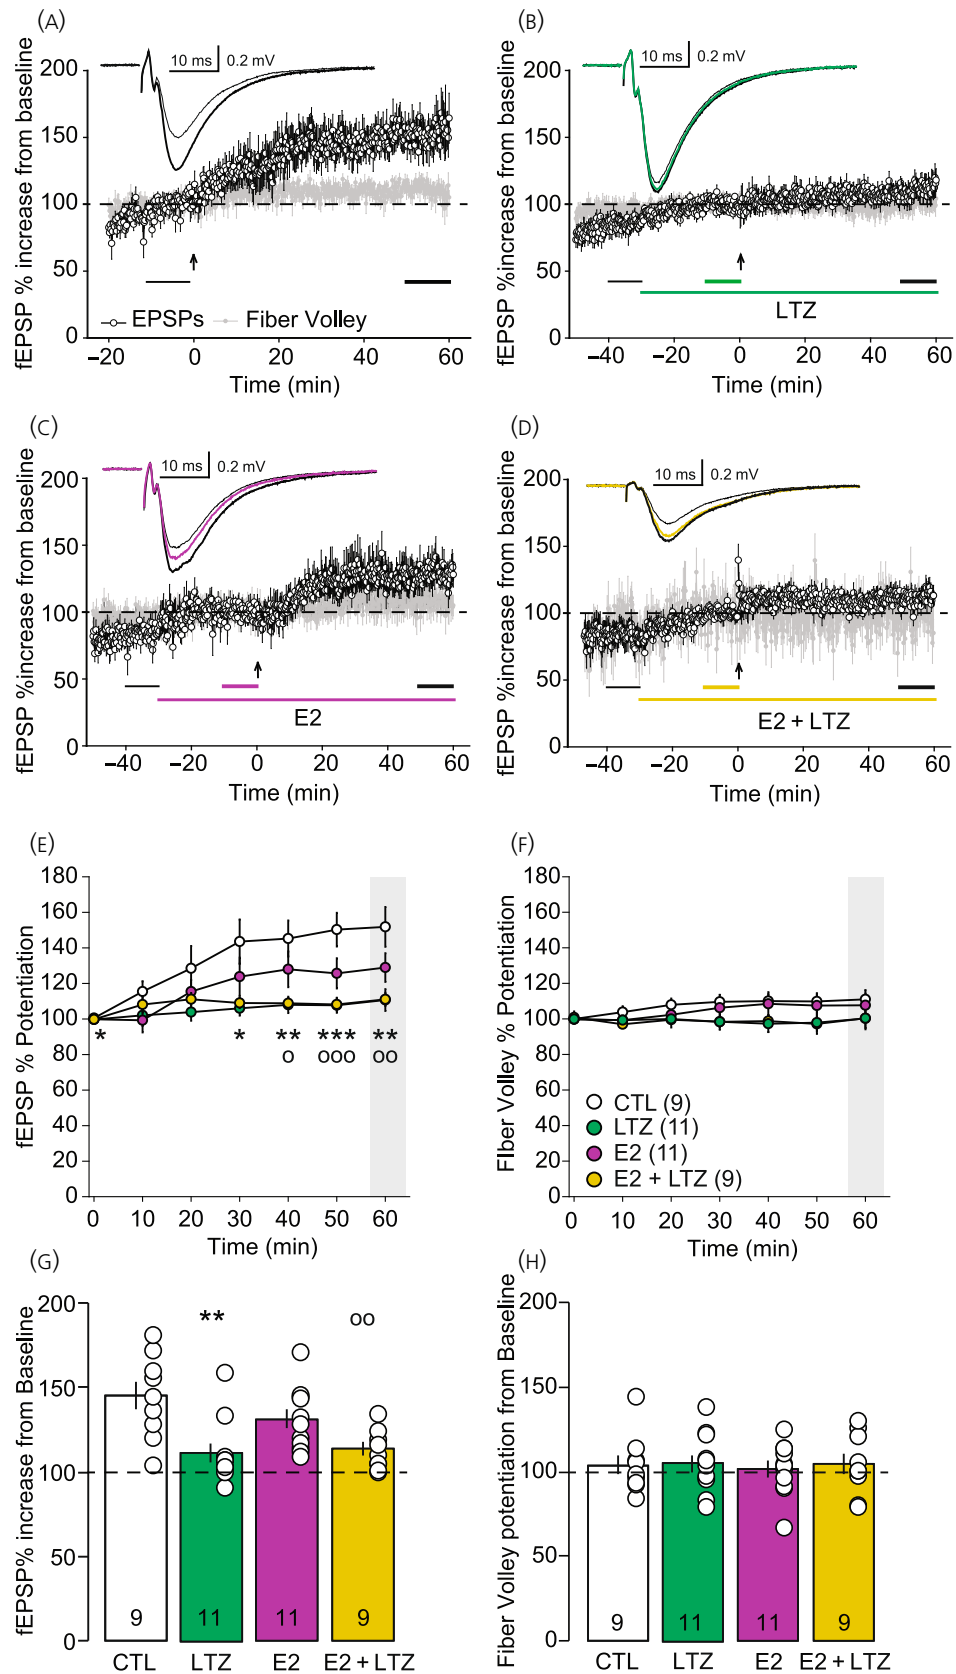 (A)
10 ms 0.2 mV
fEPSP % increase from baseline
200
150
100
50
0
EPSPs Fiber Volley
−20 0 20 40 60
Time (min)
(B)
10 ms 0.2 mV
fEPSP %increase from baseline
200
150
100
50
0
LTZ
−40 −20 0 20 40 60
Time (min)
(C)
10 ms 0.2 mV
fEPSP %increase from baseline
200
150
100
50
0
E2
−40 −20 0 20 40 60
Time (min)
(D)
10 ms 0.2 mV
fEPSP %increase from baseline
200
150
100
50
0
E2 + LTZ
−40 −20 0 20 40 60
Time (min)
(E)
fEPSP % Potentiation
180
160
140
120
100
80
60
40
20
0
* * ** *** **
o ooo oo
0 10 20 30 40 50 60
Time (min)
(F)
Fiber Volley % Potentiation
180
160
140
120
100
80
60
40
20
0
CTL (9)
LTZ (11)
E2 (11)
E2 + LTZ (9)
0 10 20 30 40 50 60
Time (min)
(G)
fEPSP% increase from Baseline
200
150
100
50
0
** oo
9 11 11 9
CTL LTZ E2 E2 + LTZ
(H)
Fiber Volley potentiation from Baseline
200
150
100
50
0
9 11 11 9
CTL LTZ E2 E2 + LTZ